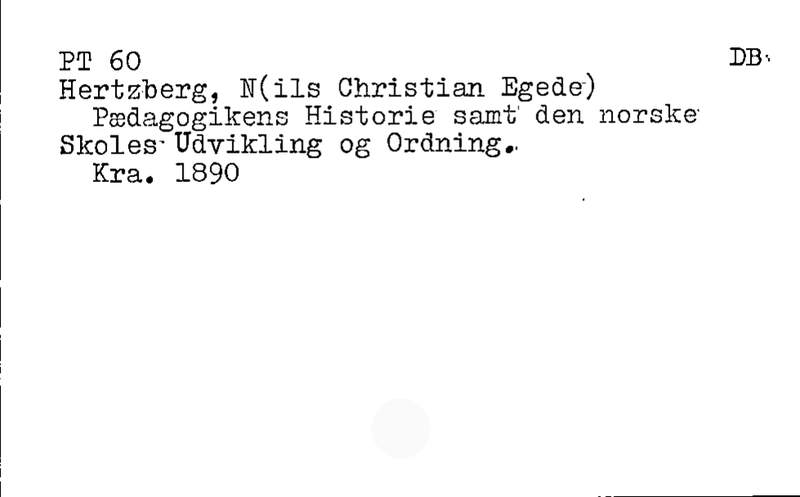 PT 60 DB
Hertzberg, N(ils Christian Egede)
Pædagogikens Historie samt den norske
Skoles Udvikling og Ordning.
Kra. 1890